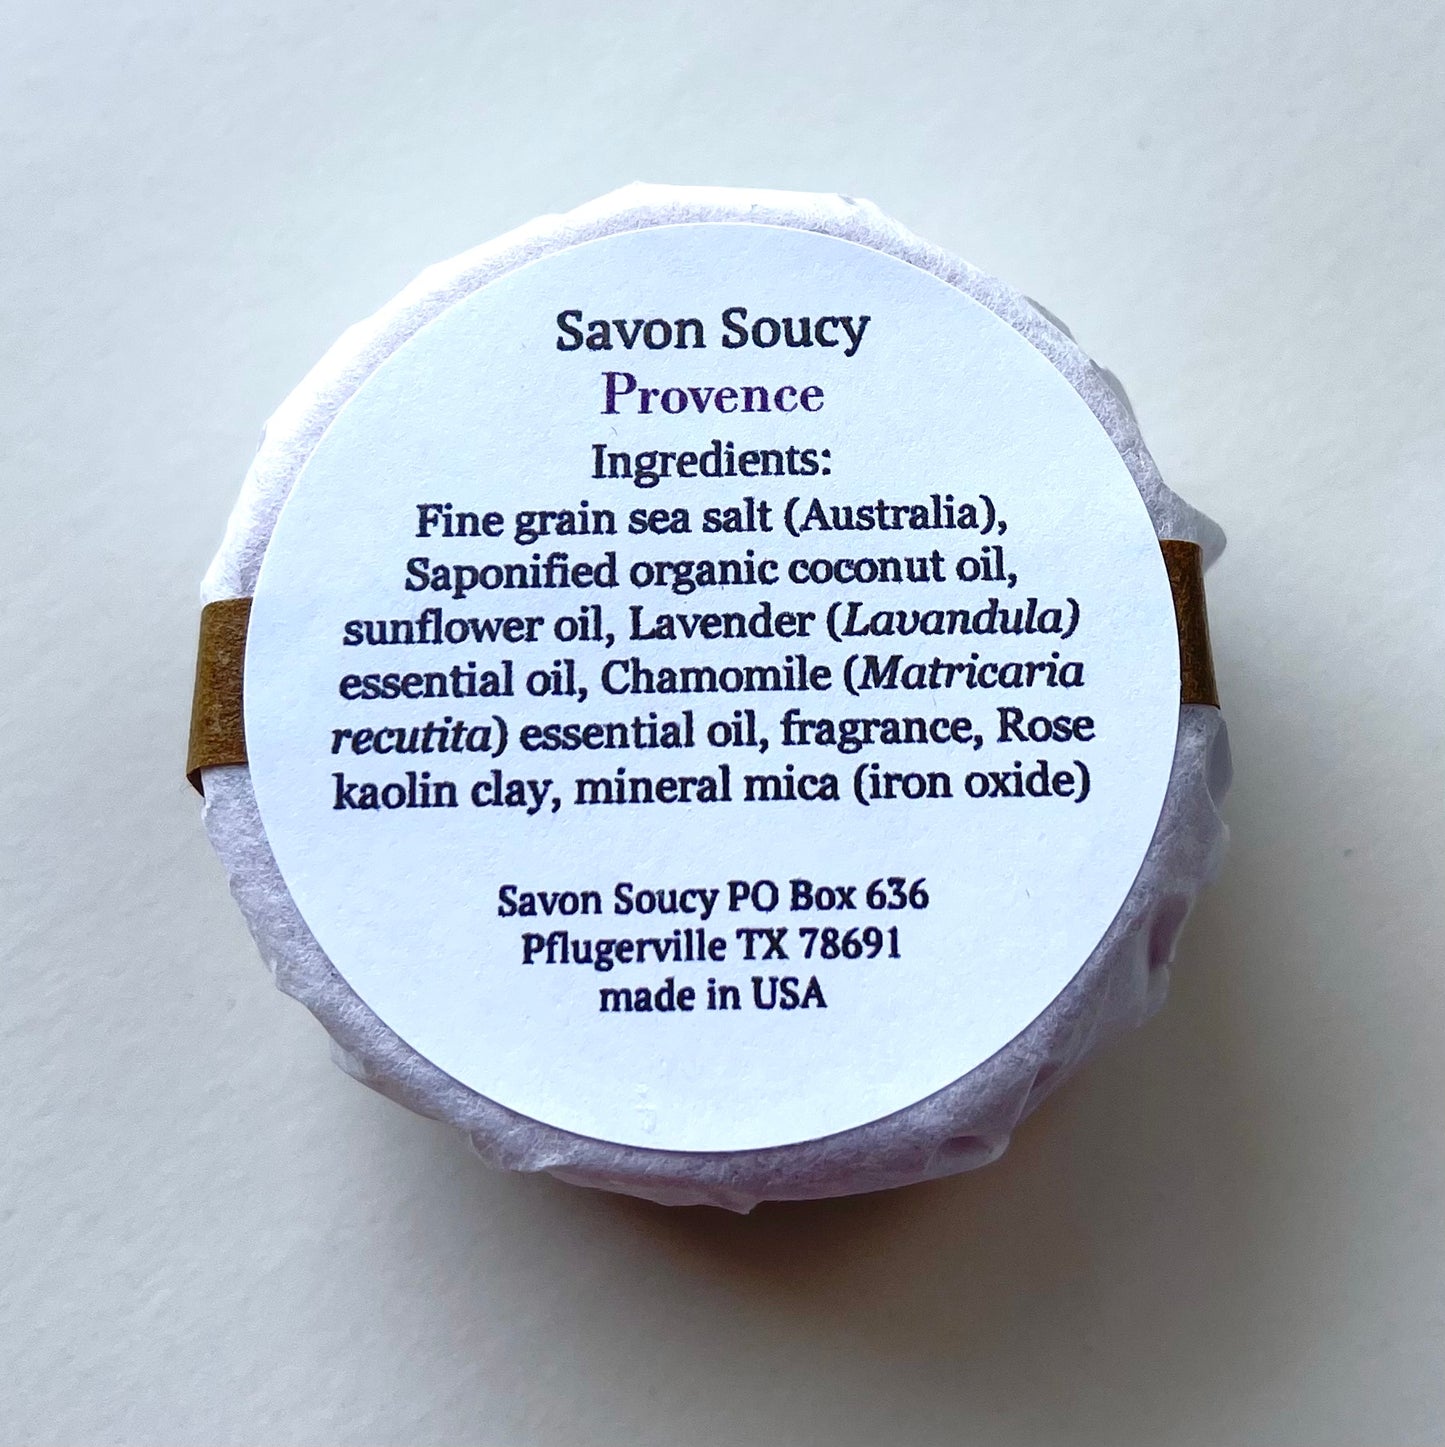 Savon Soucy
Provence
Ingredients:
Fine grain sea salt (Australia),
Saponified organic coconut oil,
sunflower oil, Lavender (Lavandula)
essential oil, Chamomile (Matricaria
recutita) essential oil, fragrance, Rose
kaolin clay, mineral mica (iron oxide)
Savon Soucy PO Box 636
Pflugerville TX 78691
made in USA